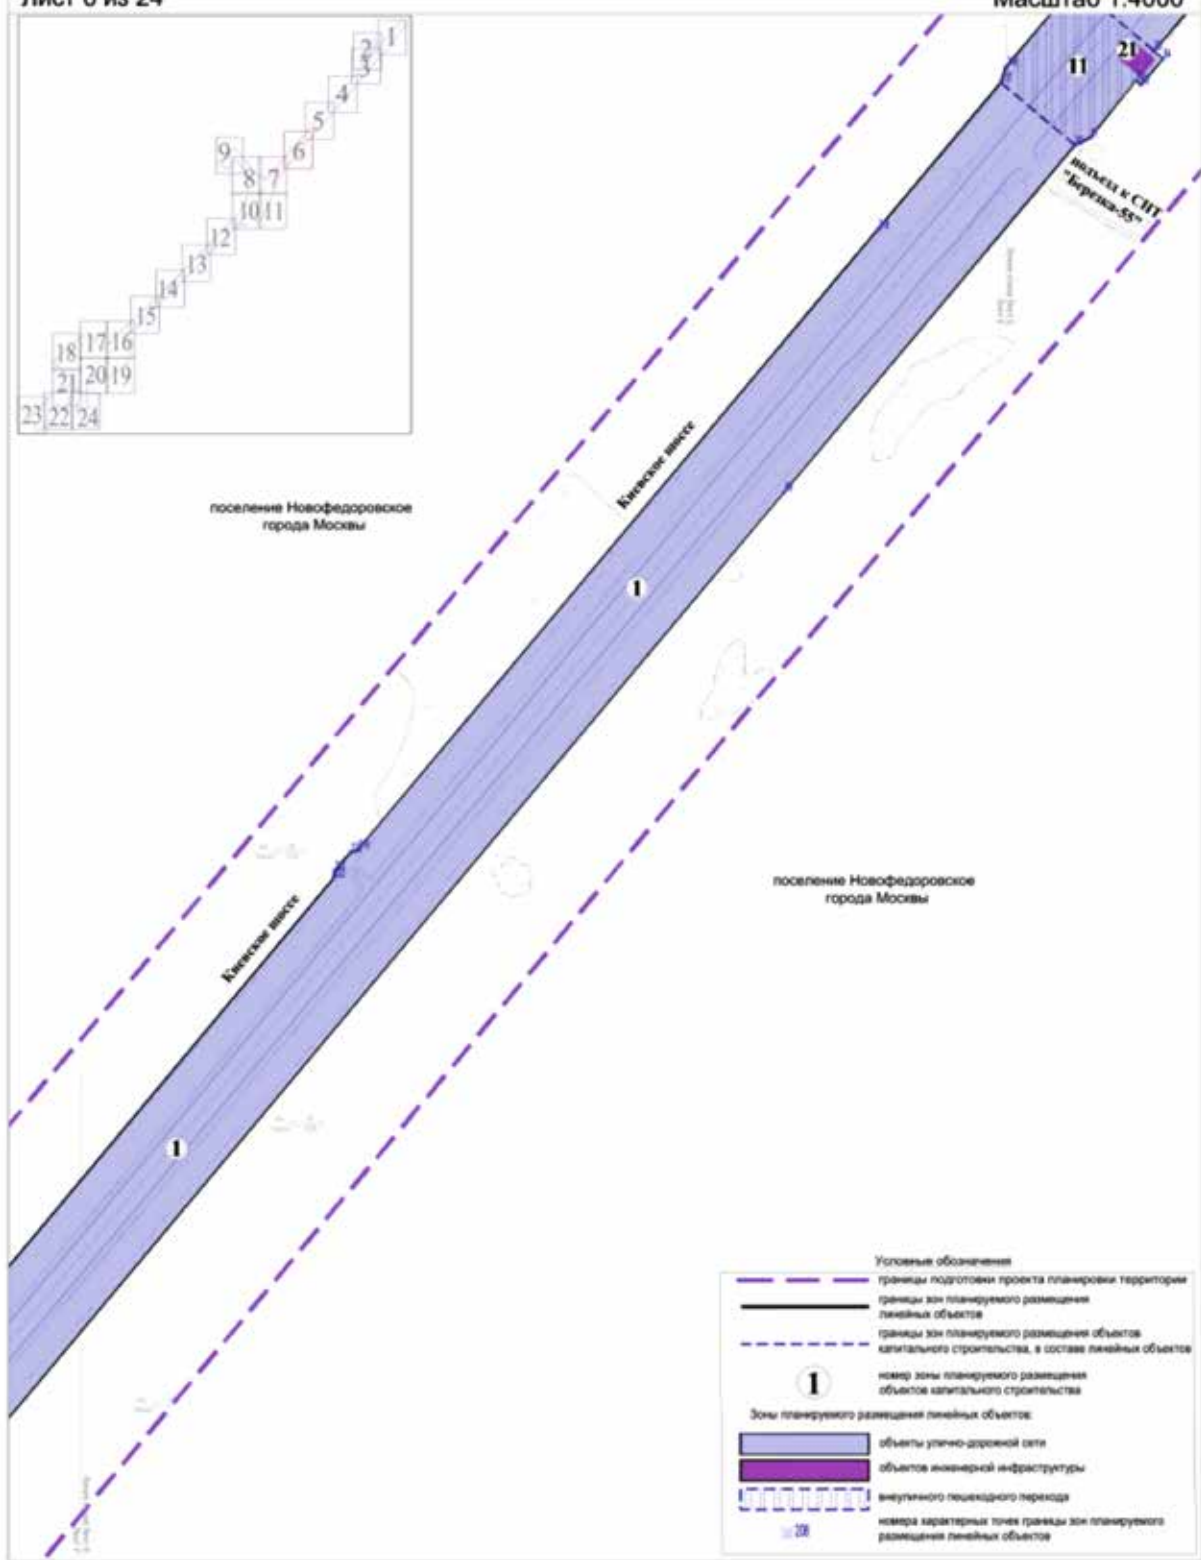 Лист 6 из 24
Масштаб 1:4000
1
2
3
4
5
6
9
8
7
10
11
12
13
14
15
18
17
16
21
20
19
23
22
24
11
21
подъезд к СНТ
"Березка-55"
Киевское шоссе
поселение Новофедоровское
города Москвы
1
поселение Новофедоровское
города Москвы
Киевское шоссе
1
Условные обозначения
границы подготовки проекта планировки территории
границы зон планируемого размещения
линейных объектов
границы зон планируемого размещения объектов
капитального строительства, в составе линейных объектов
1
номер зоны планируемого размещения
объектов капитального строительства
Зоны планируемого размещения линейных объектов:
объекты улично-дорожной сети
объектов инженерной инфраструктуры
внеуличного пешеходного перехода
208
номера характерных точек границы зон планируемого
размещения линейных объектов